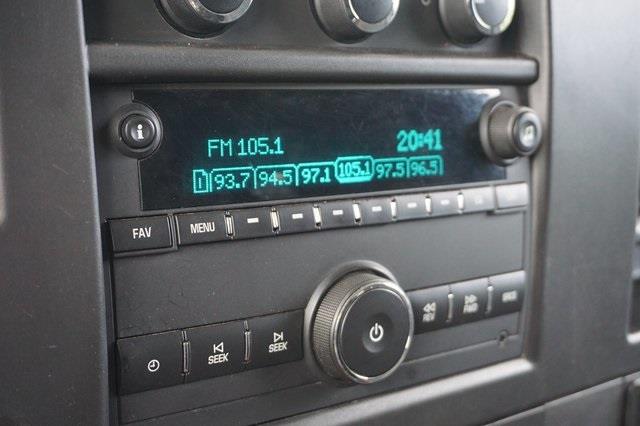 i
FM 105.1 20:41
1 93.7 94.5 97.1 105.1 97.5 96.5
FAV MENU
SEEK SEEK REV FWD